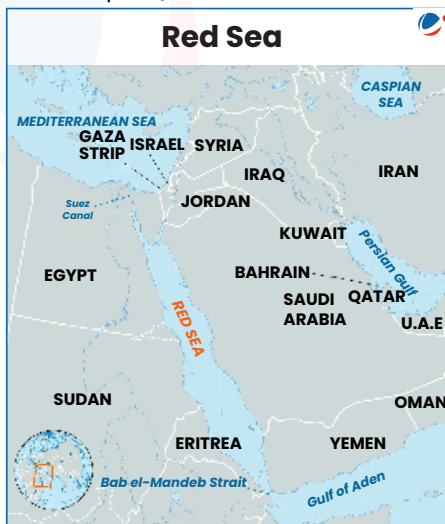 Red Sea
CASPIAN
SEA
MEDITERRANEAN SEA
GAZA
STRIP
ISRAEL
SYRIA
IRAQ
IRAN
Suez
Canal
JORDAN
KUWAIT
Persian Gulf
BAHRAIN
EGYPT
QATAR
SAUDI
ARABIA
RED SEA
U.A.E
SUDAN
OMAN
ERITREA
YEMEN
Bab el-Mandeb Strait
Gulf of Aden